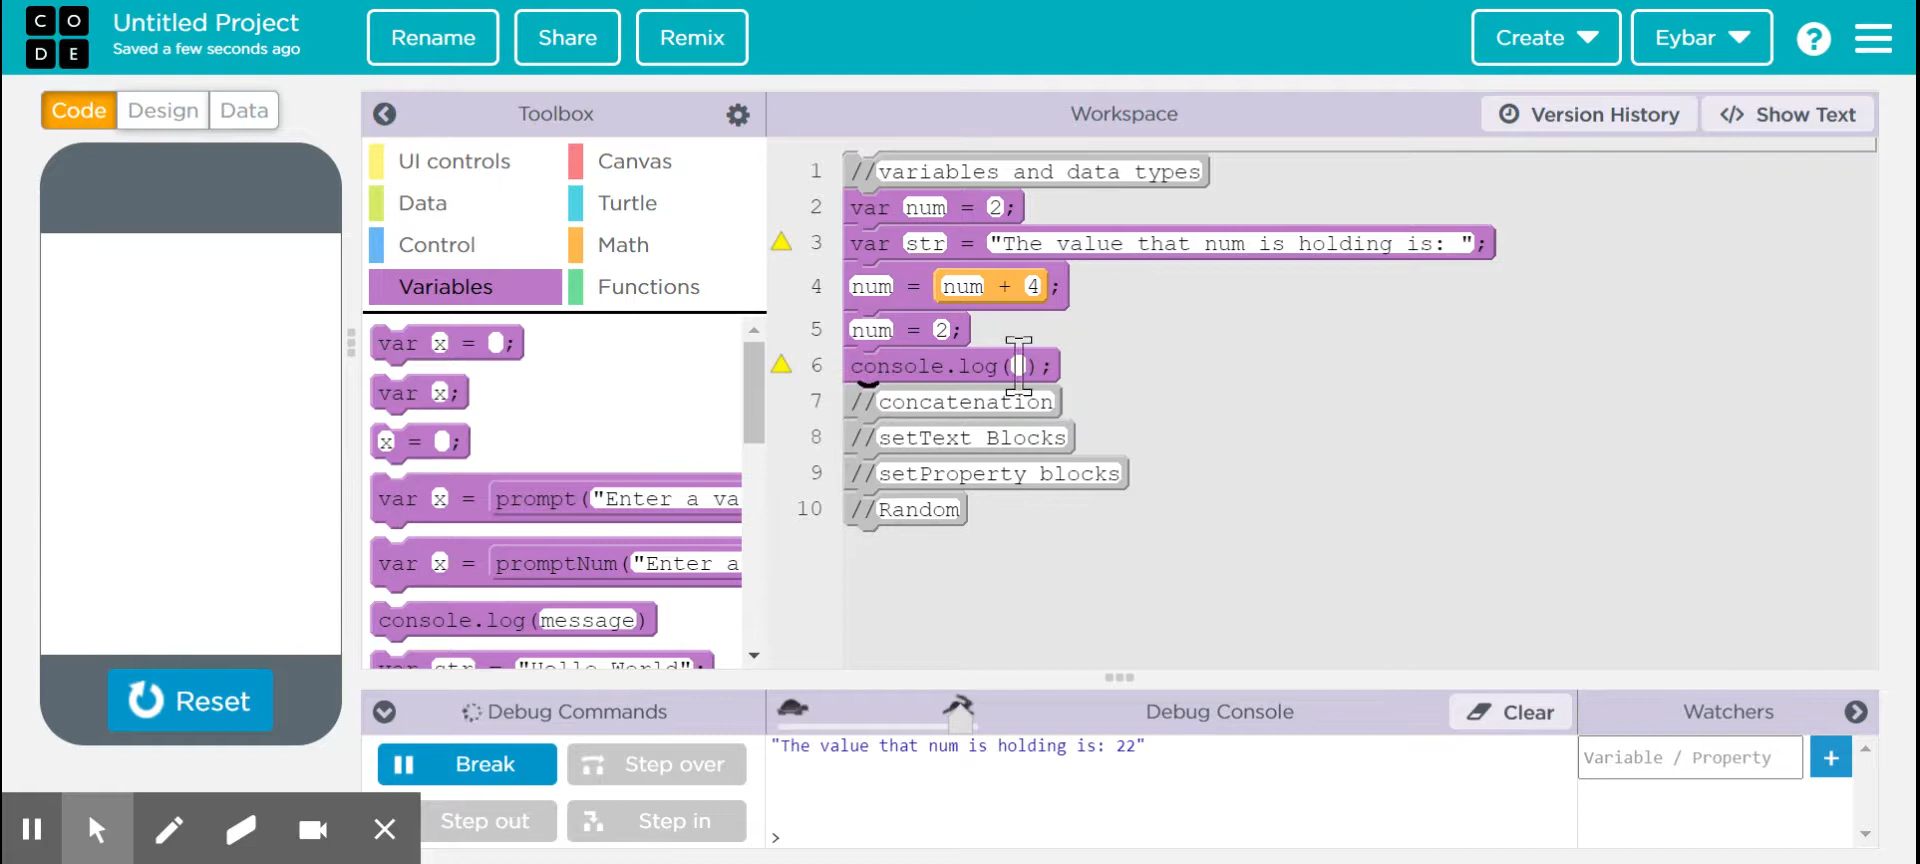 CODE
Untitled Project
Saved a few seconds ago
Rename
Share
Remix
Create
Eybar
?
Code
Design
Data
Toolbox
Workspace
Version History
</> Show Text
UI controls
Canvas
Data
Turtle
Control
Math
Variables
Functions
var x = ;
var x;
x = ;
var x = prompt("Enter a va
var x = promptNum("Enter a
console.log(message)
var str = "Hello World";
1 //variables and data types
2 var num = 2;
3 var str = "The value that num is holding is: ";
4 num = num + 4;
5 num = 2;
6 console.log( );
7 //concatenation
8 //setText Blocks
9 //setProperty blocks
10 //Random
Reset
Debug Commands
Debug Console
Clear
Watchers
Break
Step over
Step out
Step in
"The value that num is holding is: 22"
>
Variable / Property
+